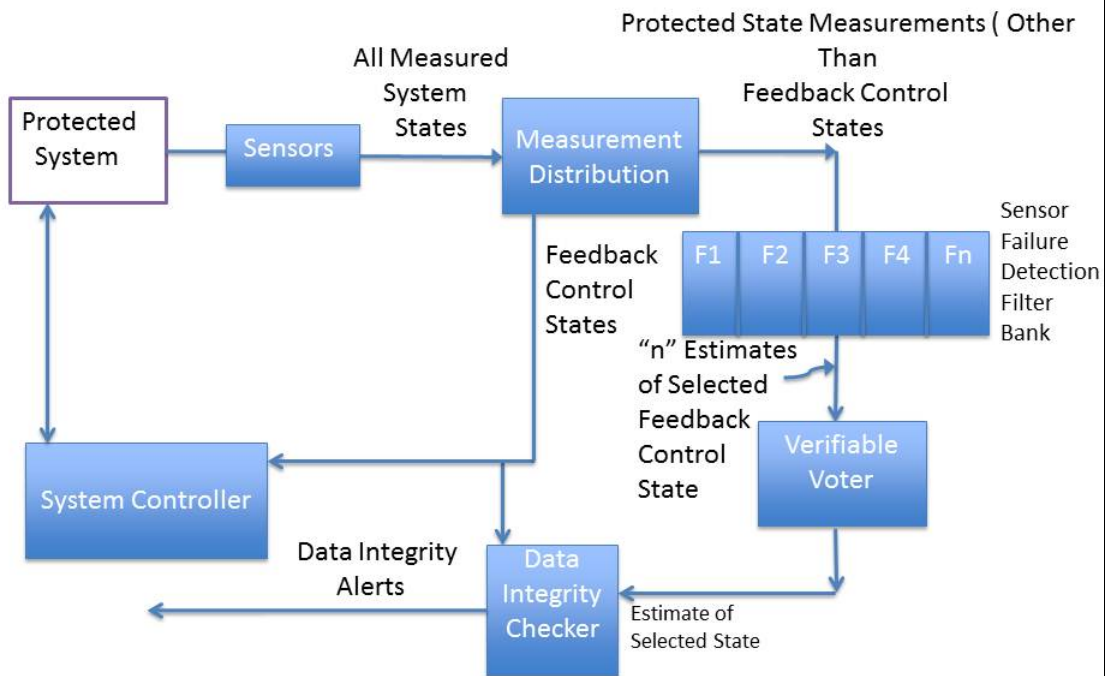 Protected State Measurements ( Other
Than
Feedback Control
States
All Measured
System
States
Protected
System
Sensors
Measurement
Distribution
Sensor
Failure
Detection
Filter
Bank
F1
F2
F3
F4
Fn
Feedback
Control
States
“n” Estimates
of Selected
Feedback
Control
State
Verifiable
Voter
System Controller
Data Integrity
Alerts
Data
Integrity
Checker
Estimate of
Selected State